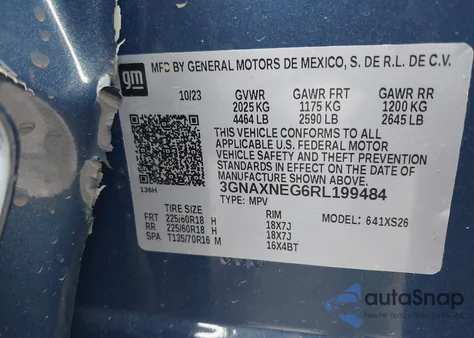 gm
MFD BY GENERAL MOTORS DE MEXICO, S. DE R.L. DE C.V.
10/23 GVWR GAWR FRT GAWR RR
2025 KG 1175 KG 1200 KG
4464 LB 2590 LB 2645 LB
THIS VEHICLE CONFORMS TO ALL
APPLICABLE U.S. FEDERAL MOTOR
VEHICLE SAFETY AND THEFT PREVENTION
STANDARDS IN EFFECT ON THE DATE OF
MANUFACTURE SHOWN ABOVE.
136H 3GNAXNEG6RL199484
TYPE: MPV
TIRE SIZE RIM MODEL: 641XS26
FRT 225/60R18 H 18X7J
RR 225/60R18 H 18X7J
SPA T135/70R16 M 16X4BT
autoSnap